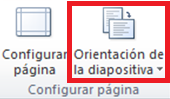 Configurar
página
Orientación de
la diapositiva
Configurar página